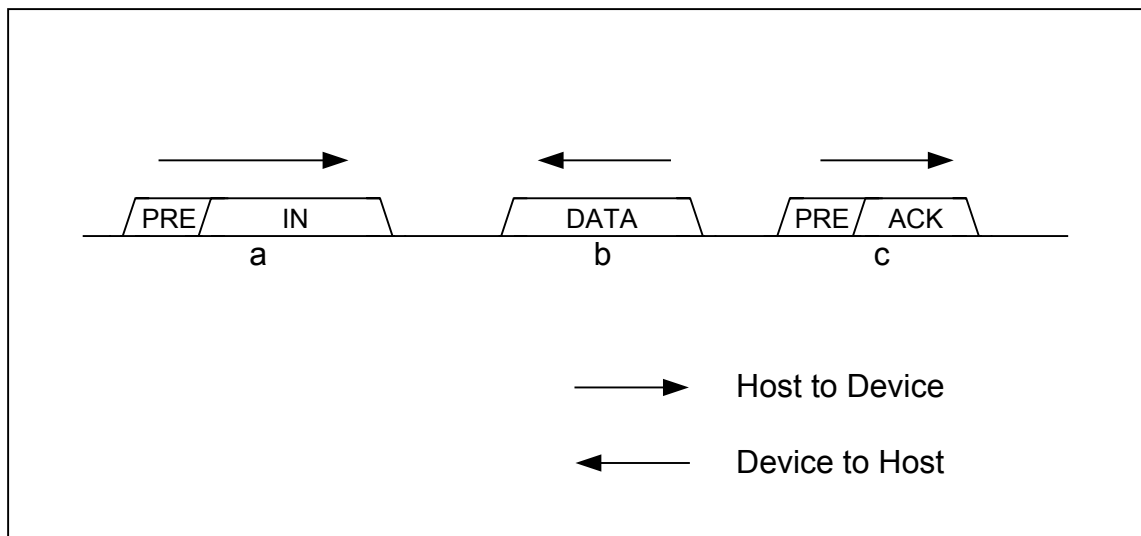 PRE IN DATA PRE ACK
a b c
Host to Device
Device to Host